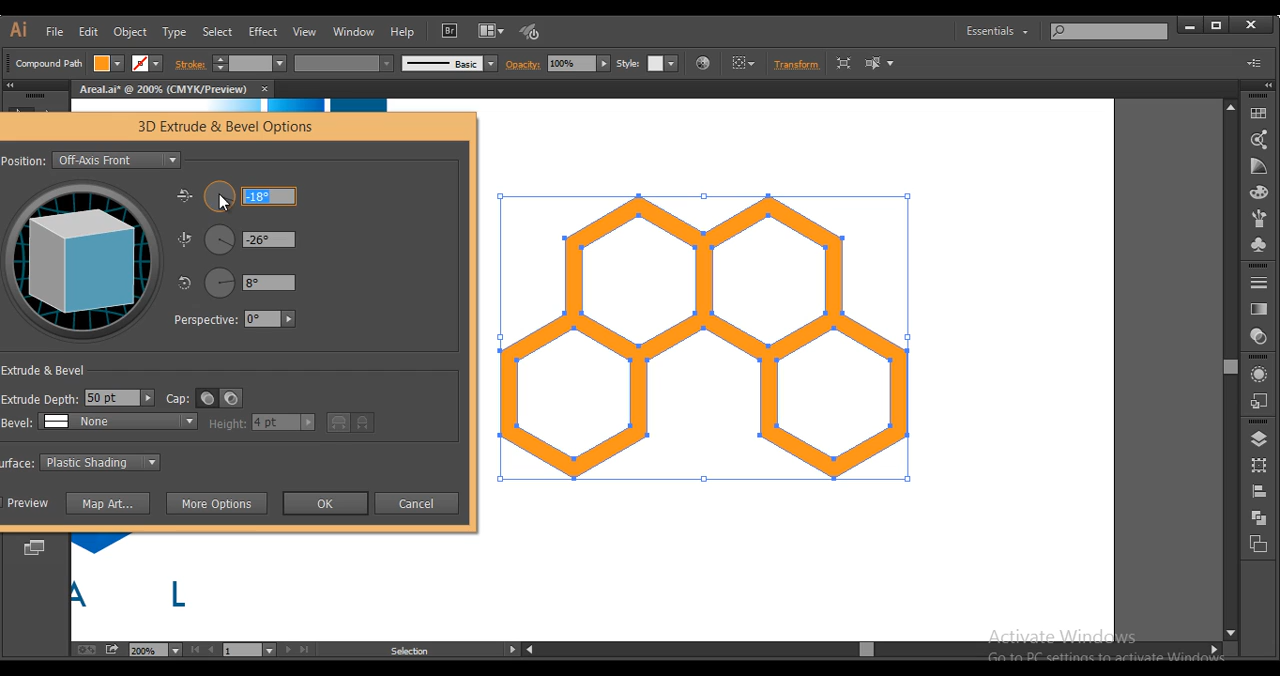 Ai File Edit Object Type Select Effect View Window Help Br Essentials
Compound Path Stroke: Basic Opacity: 100% Style: Transform
Areal.ai* @ 200% (CMYK/Preview) ×
3D Extrude & Bevel Options
Position: Off-Axis Front
-18°
-26°
8°
Perspective: 0°
Extrude & Bevel
Extrude Depth: 50 pt Cap:
Bevel: None Height: 4 pt
urface: Plastic Shading
Preview Map Art... More Options OK Cancel
A L
Activate Windows
Go to PC settings to activate Windows.
200% 1 Selection